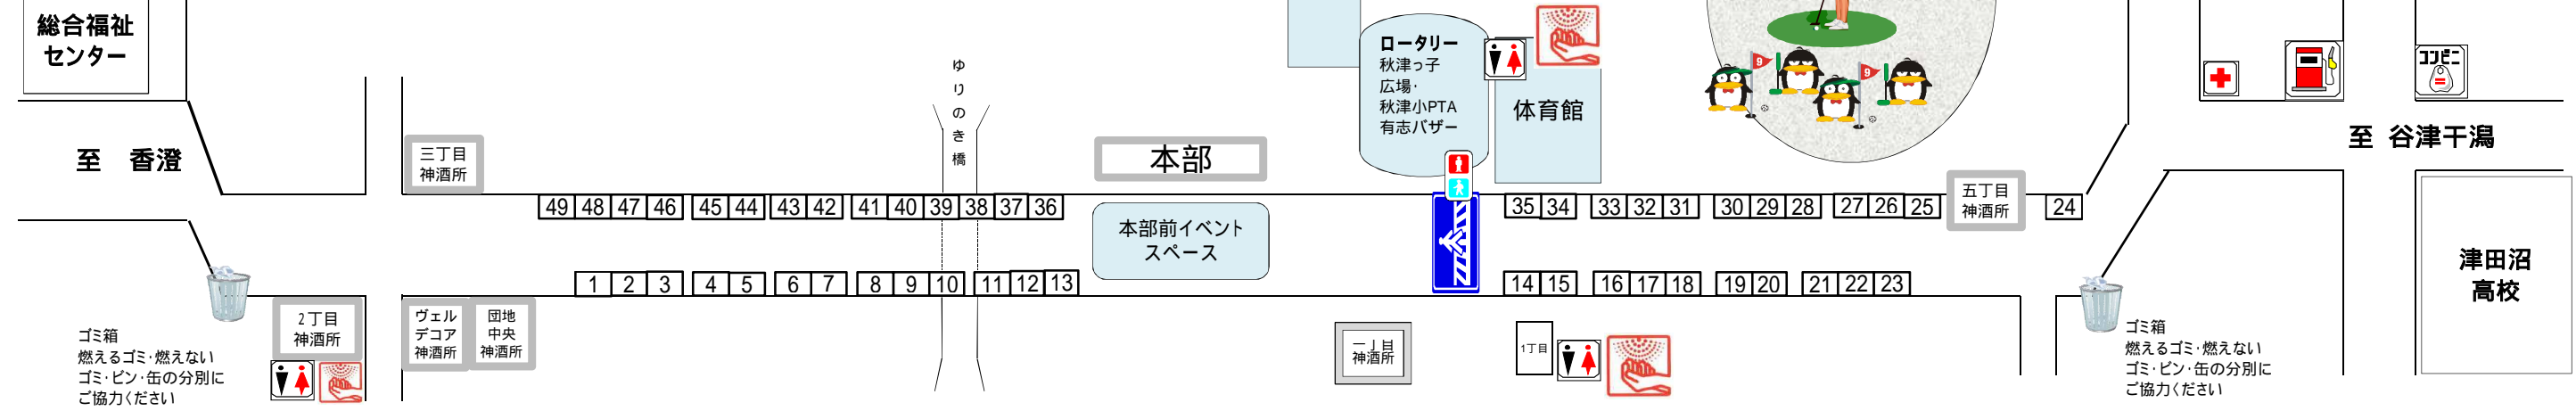 総合福祉
センター
至 香澄
三丁目
神酒所
ゆりのき橋
本部
ロータリー
秋津っ子
広場・
秋津小PTA
有志バザー
体育館
9
9
コンビニ
至 谷津干潟
49 48 47 46 45 44 43 42 41 40 39 38 37 36
35 34 33 32 31 30 29 28 27 26 25
五丁目
神酒所
24
本部前イベント
スペース
1 2 3 4 5 6 7 8 9 10 11 12 13
14 15 16 17 18 19 20 21 22 23
津田沼
高校
ゴミ箱
燃えるゴミ・燃えない
ゴミ・ビン・缶の分別に
ご協力ください
2丁目
神酒所
ヴェル
デコア
神酒所
団地
中央
神酒所
一丁目
神酒所
1丁目
ゴミ箱
燃えるゴミ・燃えない
ゴミ・ビン・缶の分別に
ご協力ください